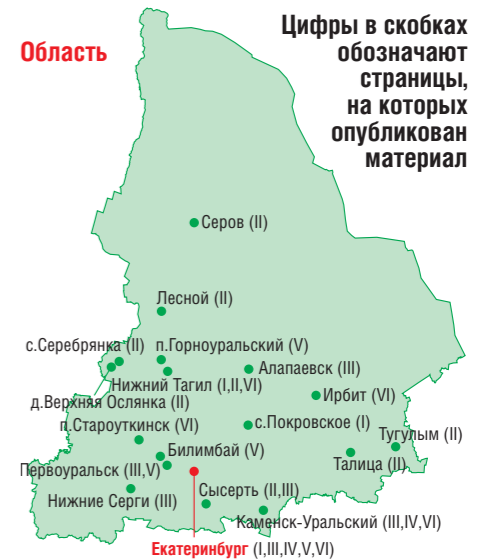 Область
Цифры в скобках
обозначают
страницы,
на которых
опубликован
материал
Серов (II)
Лесной (II)
с.Серебрянка (II)
п.Горноуральский (V)
Алапаевск (III)
Нижний Тагил (I,II,VI)
Ирбит (VI)
д.Верхняя Ослянка (II)
п.Староуткинск (VI)
с.Покровское (I)
Тугулым (II)
Билимбай (V)
Талица (II)
Первоуральск (III,V)
Нижние Серги (III)
Сысерть (II,III)
Каменск-Уральский (III,IV,VI)
Екатеринбург (I,III,IV,V,VI)